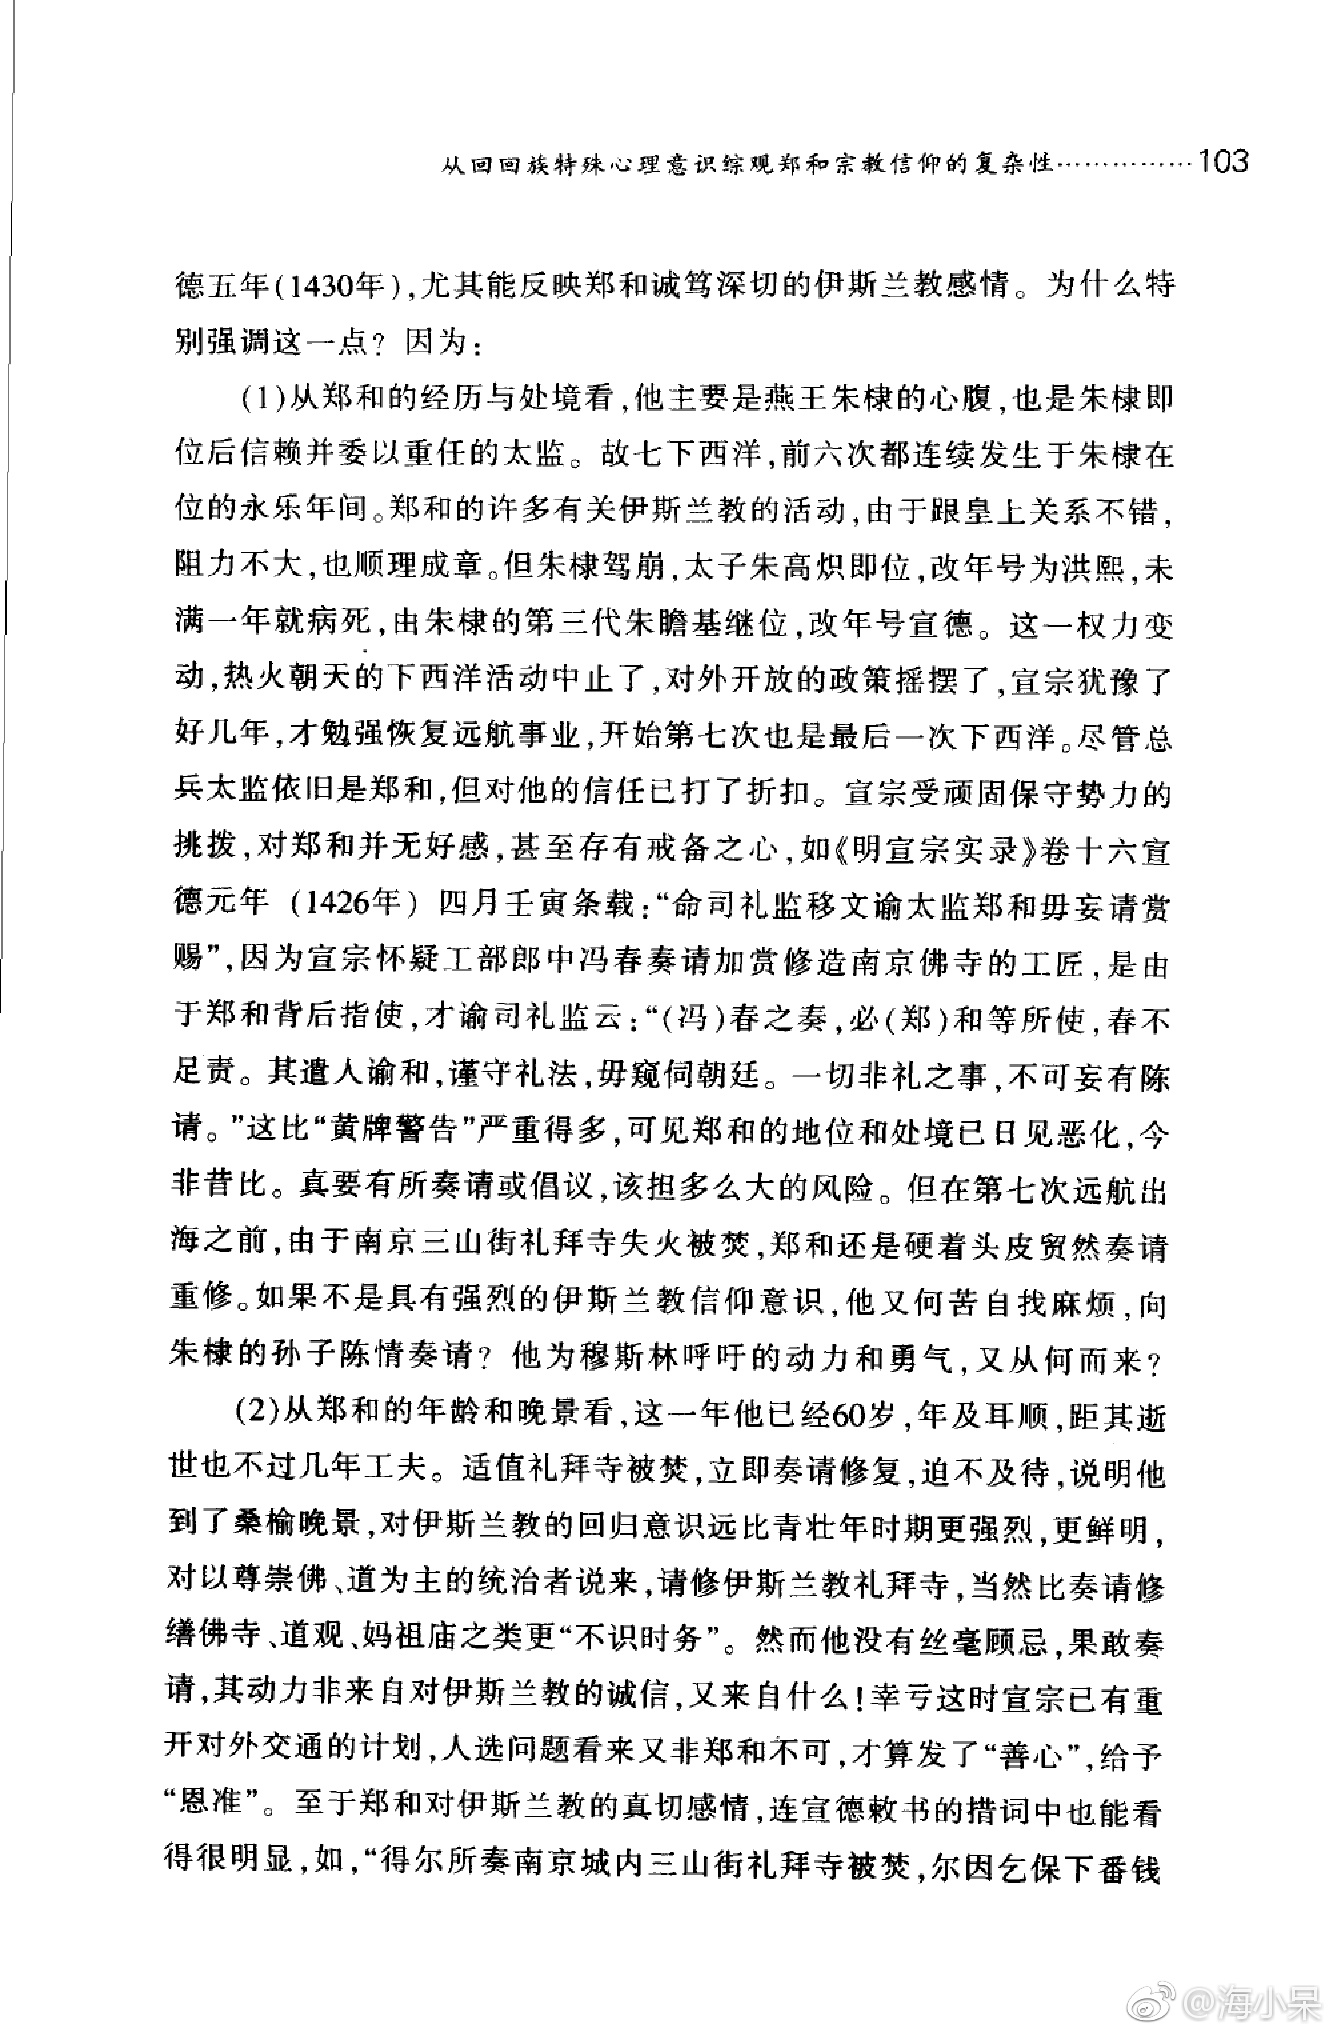 从回回族特殊心理意识综观郑和宗教信仰的复杂性……………103
德五年(1430年),尤其能反映郑和诚笃深切的伊斯兰教感情。为什么特
别强调这一点?因为:
(1)从郑和的经历与处境看,他主要是燕王朱棣的心腹,也是朱棣即
位后信赖并委以重任的太监。故七下西洋,前六次都连续发生于朱棣在
位的永乐年间。郑和的许多有关伊斯兰教的活动,由于跟皇上关系不错,
阻力不大,也顺理成章。但朱棣驾崩,太子朱高炽即位,改年号为洪熙,未
满一年就病死,由朱棣的第三代朱瞻基继位,改年号宣德。这一权力变
动,热火朝天的下西洋活动中止了,对外开放的政策摇摆了,宣宗犹豫了
好几年,才勉强恢复远航事业,开始第七次也是最后一次下西洋。尽管总
兵太监依旧是郑和,但对他的信任已打了折扣。宣宗受顽固保守势力的
挑拨,对郑和并无好感,甚至存有戒备之心,如《明宣宗实录》卷十六宣
德元年(1426年)四月壬寅条载:“命司礼监移文谕太监郑和毋妄请赏
赐”,因为宣宗怀疑工部郎中冯春奏请加赏修造南京佛寺的工匠,是由
于郑和背后指使,才谕司礼监云:“(冯)春之奏,必(郑)和等所使,春不
足责。其遣人谕和,谨守礼法,毋窥伺朝廷。一切非礼之事,不可妄有陈
请。”这比“黄牌警告”严重得多,可见郑和的地位和处境已日见恶化,今
非昔比。真要有所奏请或倡议,该担多么大的风险。但在第七次远航出
海之前,由于南京三山街礼拜寺失火被焚,郑和还是硬着头皮贸然奏请
重修。如果不是具有强烈的伊斯兰教信仰意识,他又何苦自找麻烦,向
朱棣的孙子陈情奏请?他为穆斯林呼吁的动力和勇气,又从何而来?
(2)从郑和的年龄和晚景看,这一年他已经60岁,年及耳顺,距其逝
世也不过几年工夫。适值礼拜寺被焚,立即奏请修复,迫不及待,说明他
到了桑榆晚景,对伊斯兰教的回归意识远比青壮年时期更强烈,更鲜明,
对以尊崇佛、道为主的统治者说来,请修伊斯兰教礼拜寺,当然比奏请修
缮佛寺、道观、妈祖庙之类更“不识时务”。然而他没有丝毫顾忌,果敢奏
请,其动力非来自对伊斯兰教的诚信,又来自什么!幸亏这时宣宗已有重
开对外交通的计划,人选问题看来又非郑和不可,才算发了“善心”,给予
“恩准”。至于郑和对伊斯兰教的真切感情,连宣德敕书的措词中也能看
得很明显,如,“得尔所奏南京城内三山街礼拜寺被焚,尔因乞保下番钱
@海小呆